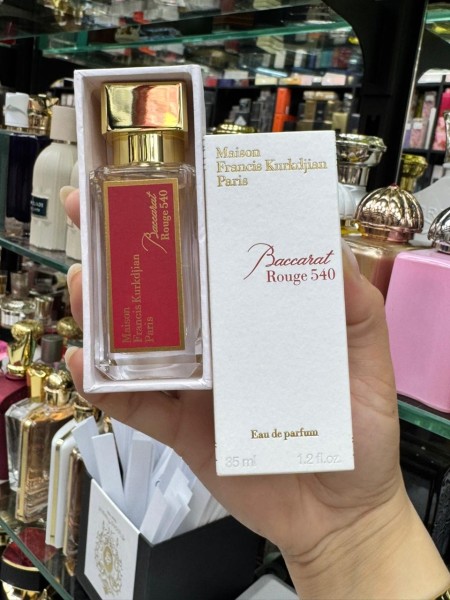 Maison
Francis Kurkdjian
Paris
Baccarat
Rouge 540
Eau de parfum
35 ml 1.2 fl.oz.
Baccarat
Rouge 540
Maison
Francis Kurkdjian
Paris